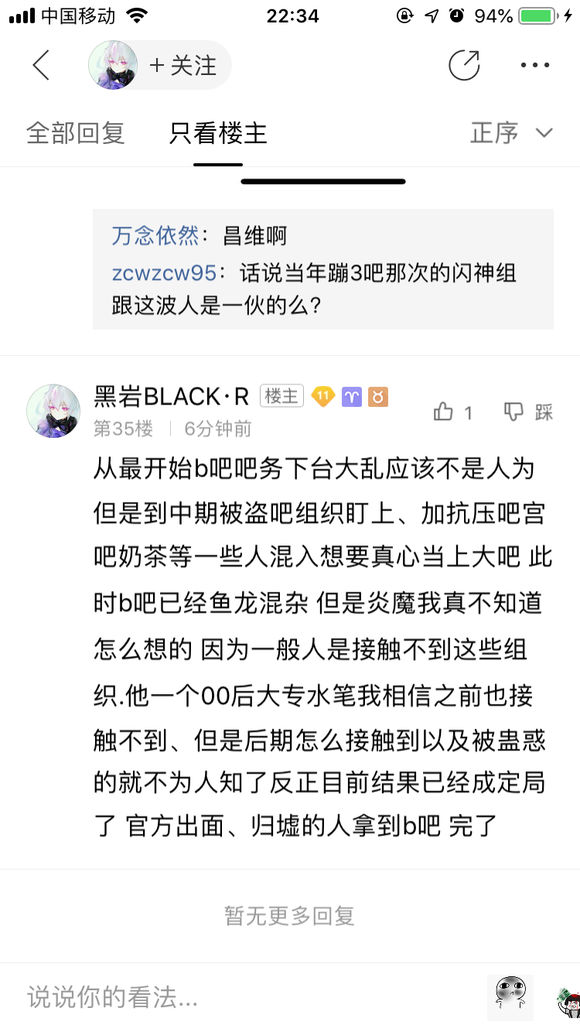 中国移动
22:34
94%
+ 关注
全部回复
只看楼主
正序
万念依然：昌维啊
zcwzcw95：话说当年蹦3吧那次的闪神组
跟这波人是一伙的么？
黑岩BLACK·R
楼主
11
第35楼
6分钟前
1
踩
从最开始b吧吧务下台大乱应该不是人为
但是到中期被盗吧组织盯上、加抗压吧宫
吧奶茶等一些人混入想要真心当上大吧 此
时b吧已经鱼龙混杂 但是炎魔我真不知道
怎么想的 因为一般人是接触不到这些组
织.他一个00后大专水笔我相信之前也接
触不到、但是后期怎么接触到以及被蛊惑
的就不为人知了反正目前结果已经成定局
了 官方出面、归墟的人拿到b吧 完了
暂无更多回复
说说你的看法...